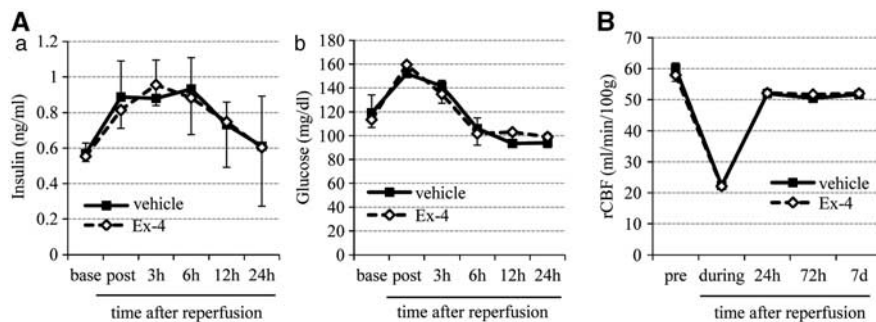 A
a
Insulin (ng/ml)
1.2
1
0.8
0.6
0.4
0.2
0
vehicle
Ex-4
base post 3h 6h 12h 24h
time after reperfusion
b
Glucose (mg/dl)
180
160
140
120
100
80
60
40
20
0
vehicle
Ex-4
base post 3h 6h 12h 24h
time after reperfusion
B
rCBF (ml/min/100g)
70
60
50
40
30
20
10
0
vehicle
Ex-4
pre during 24h 72h 7d
time after reperfusion